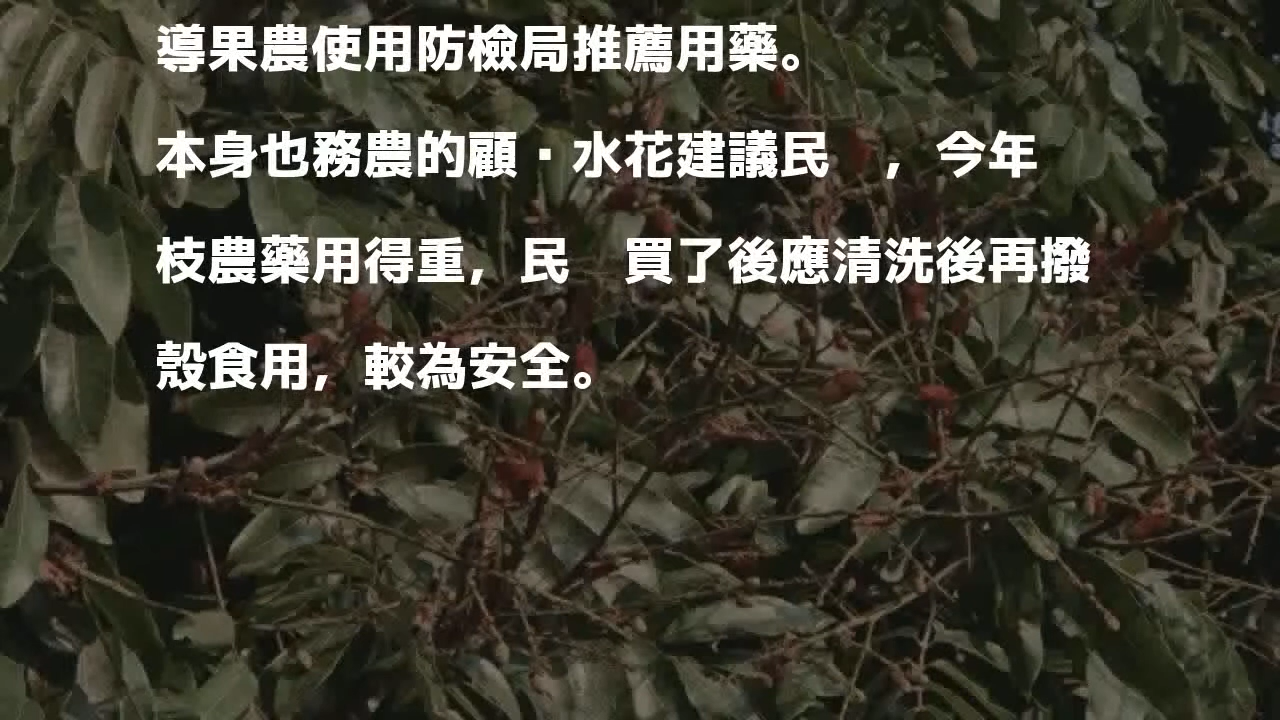 導果農使用防檢局推薦用藥。
本身也務農的顧▪水花建議民　，今年
枝農藥用得重，民　買了後應清洗後再撥
殼食用，較為安全。